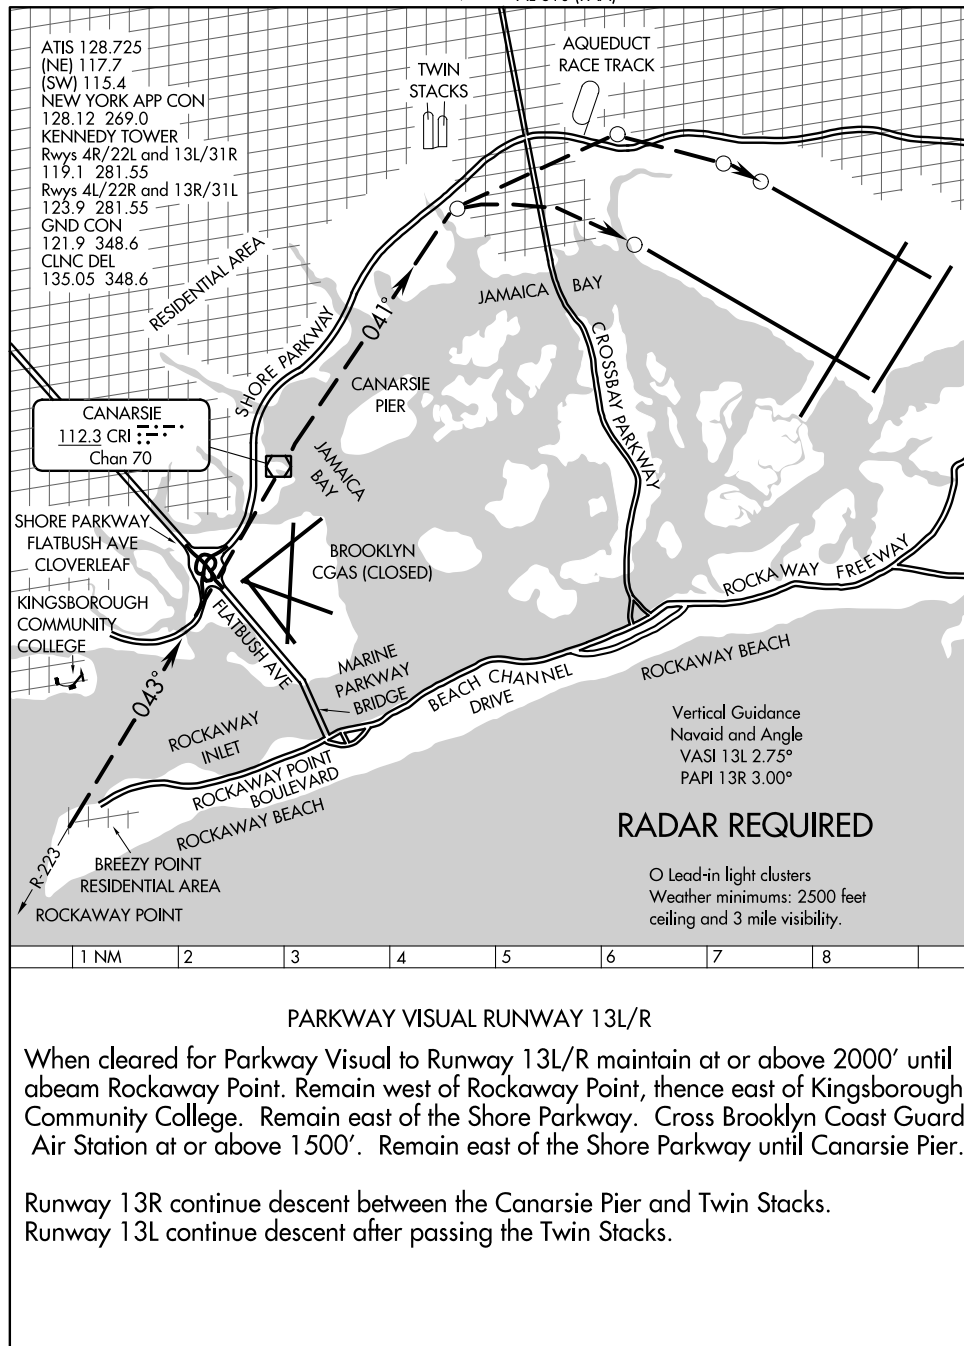 ATIS 128.725
(NE) 117.7
(SW) 115.4
NEW YORK APP CON
128.12 269.0
KENNEDY TOWER
Rwys 4R/22L and 13L/31R
119.1 281.55
Rwys 4L/22R and 13R/31L
123.9 281.55
GND CON
121.9 348.6
CLNC DEL
135.05 348.6
TWIN
STACKS
AQUEDUCT
RACE TRACK
RESIDENTIAL AREA
SHORE PARKWAY
041°
JAMAICA BAY
CROSSBAY PARKWAY
CANARSIE
PIER
CANARSIE
112.3 CRI
Chan 70
JAMAICA
BAY
SHORE PARKWAY
FLATBUSH AVE
CLOVERLEAF
BROOKLYN
CGAS (CLOSED)
KINGSBOROUGH
COMMUNITY
COLLEGE
FLATBUSH AVE
043°
MARINE
PARKWAY
BRIDGE
ROCKAWAY
INLET
BEACH CHANNEL
DRIVE
ROCKAWAY FREEWAY
ROCKAWAY BEACH
ROCKAWAY POINT
BOULEVARD
ROCKAWAY BEACH
R-223
BREEZY POINT
RESIDENTIAL AREA
ROCKAWAY POINT
Vertical Guidance
Navaid and Angle
VASI 13L 2.75°
PAPI 13R 3.00°
RADAR REQUIRED
O Lead-in light clusters
Weather minimums: 2500 feet
ceiling and 3 mile visibility.
1 NM 2 3 4 5 6 7 8
PARKWAY VISUAL RUNWAY 13L/R
When cleared for Parkway Visual to Runway 13L/R maintain at or above 2000′ until
abeam Rockaway Point. Remain west of Rockaway Point, thence east of Kingsborough
Community College. Remain east of the Shore Parkway. Cross Brooklyn Coast Guard
Air Station at or above 1500′. Remain east of the Shore Parkway until Canarsie Pier.
Runway 13R continue descent between the Canarsie Pier and Twin Stacks.
Runway 13L continue descent after passing the Twin Stacks.